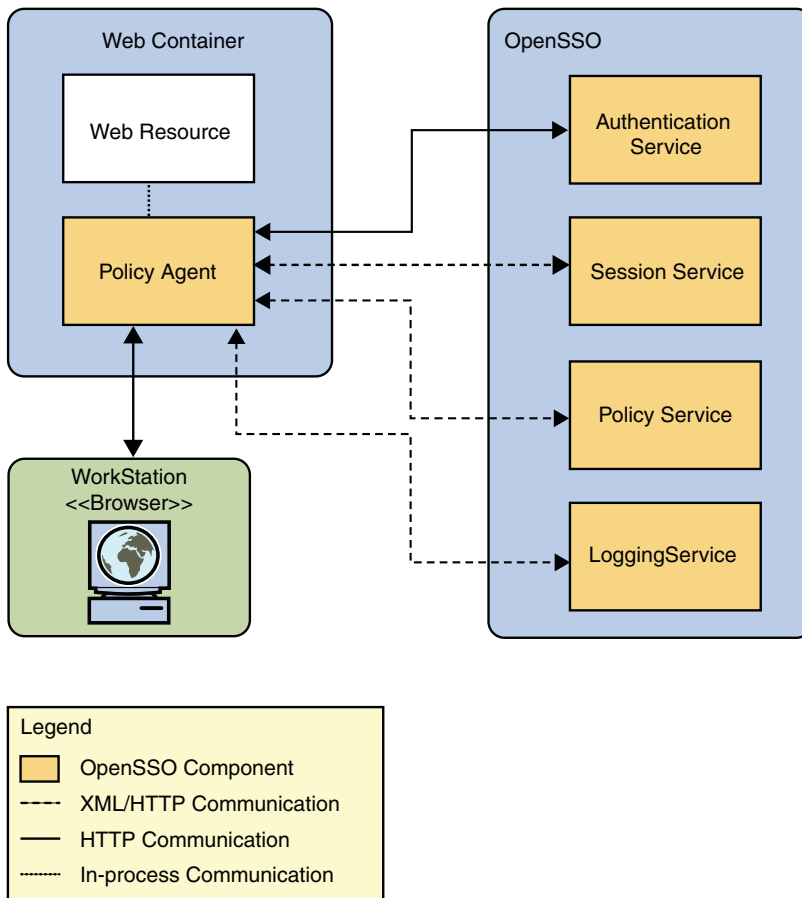 Web Container
OpenSSO
Web Resource
Authentication
Service
Policy Agent
Session Service
Policy Service
WorkStation
<<Browser>>
LoggingService
Legend
OpenSSO Component
XML/HTTP Communication
HTTP Communication
In-process Communication